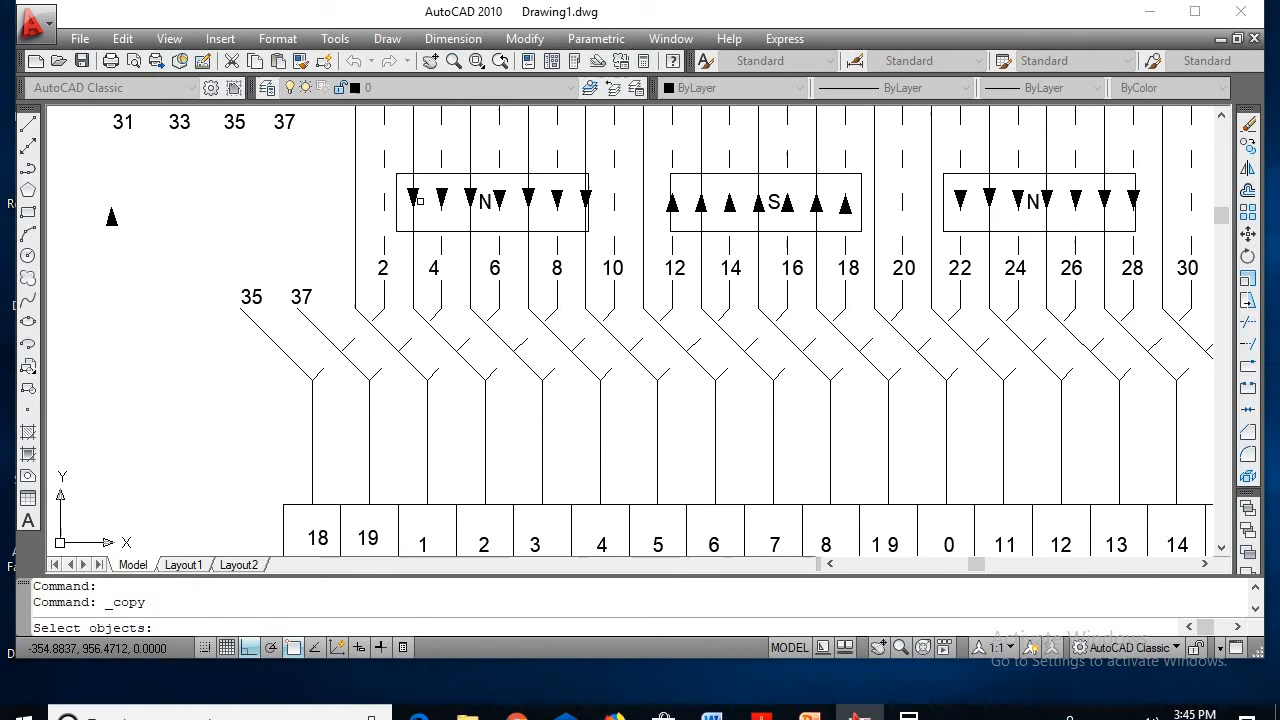 AutoCAD 2010 Drawing1.dwg
File Edit View Insert Format Tools Draw Dimension Modify Parametric Window Help Express
Standard Standard Standard Standard
AutoCAD Classic 0 ByLayer ByLayer ByLayer ByColor
31 33 35 37
N S N
2 4 6 8 10 12 14 16 18 20 22 24 26 28 30
35 37
18 19 1 2 3 4 5 6 7 8 1 9 0 11 12 13 14
Y
X
A
Model Layout1 Layout2
Command:
Command: _copy
Select objects:
-354.8837, 956.4712, 0.0000 MODEL 1:1 AutoCAD Classic
Activate Windows
Go to Settings to activate Windows.
3:45 PM